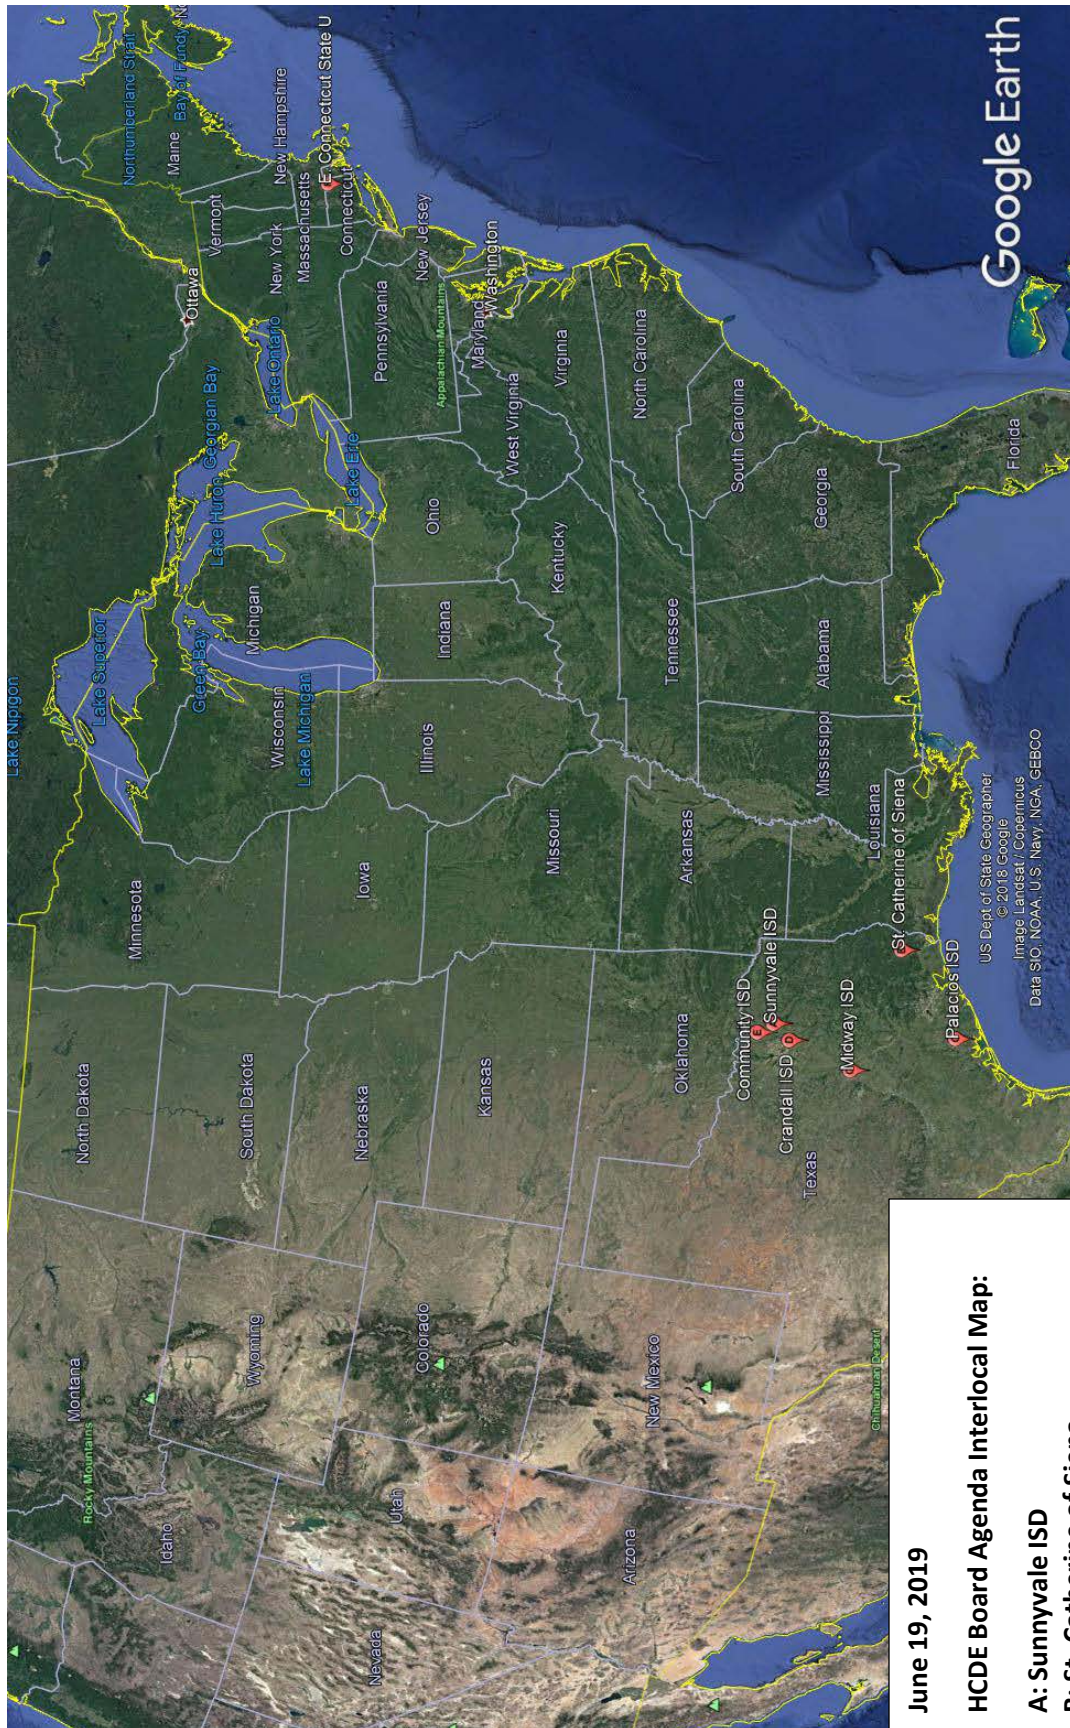 Lake Nipigon
Northumberland Strait
Bay of Fundy
Maine
Ottawa
Lake Superior
Georgian Bay
Lake Huron
Vermont
New Hampshire
Green Bay
Michigan
Lake Ontario
New York
Massachusetts
E. Connecticut State U
Connecticut
Montana
Rocky Mountains
North Dakota
Minnesota
Wisconsin
Lake Michigan
Lake Erie
Pennsylvania
New Jersey
Idaho
Wyoming
South Dakota
Iowa
Illinois
Indiana
Ohio
Appalachian Mountains
Maryland
Washington
Nebraska
West Virginia
Virginia
Nevada
Utah
Colorado
Kansas
Missouri
Kentucky
North Carolina
Arizona
New Mexico
Oklahoma
Arkansas
Tennessee
South Carolina
Community ISD
E
Sunnyvale ISD
Crandall ISD
D
Mississippi
Alabama
Georgia
Texas
Midway ISD
Louisiana
St. Catherine of Siena
Chihuahuan Desert
Palacios ISD
Florida
US Dept of State Geographer
© 2018 Google
Image Landsat / Copernicus
Data SIO, NOAA, U.S. Navy, NGA, GEBCO
Google Earth
June 19, 2019
HCDE Board Agenda Interlocal Map:
A: Sunnyvale ISD
B: St. Catherine of Siena